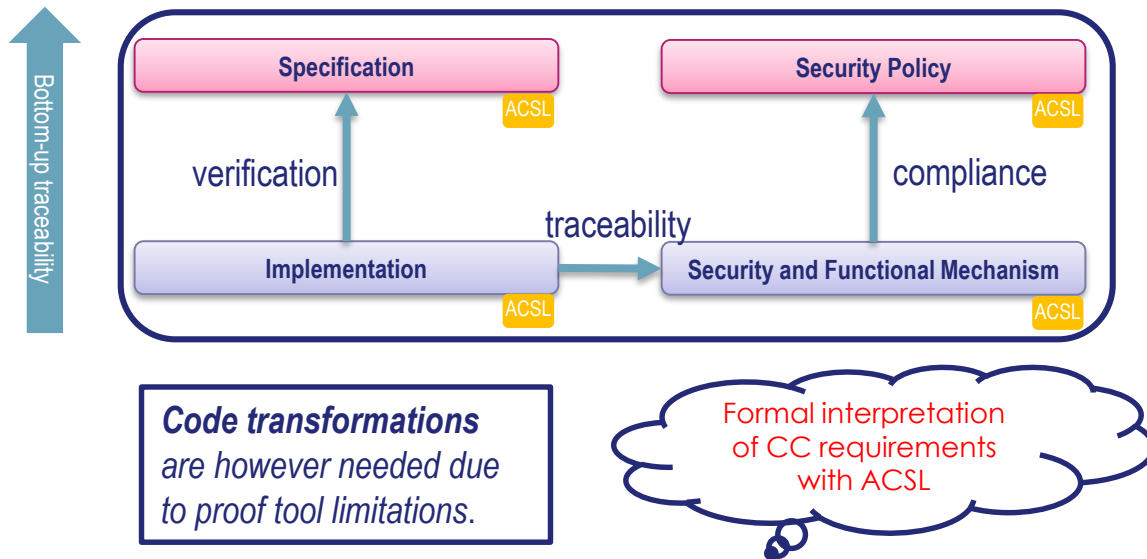 Bottom-up traceability
Specification
ACSL
Security Policy
ACSL
verification
compliance
traceability
Implementation
ACSL
Security and Functional Mechanism
ACSL
Code transformations
are however needed due
to proof tool limitations.
Formal interpretation
of CC requirements
with ACSL